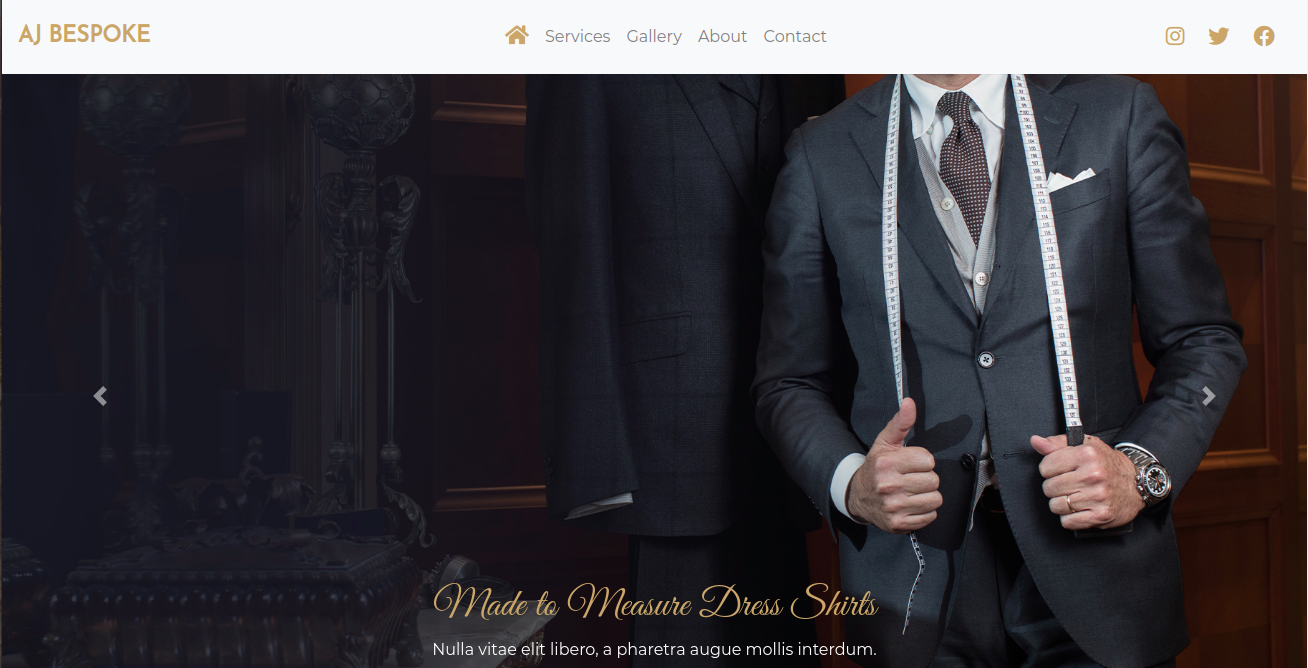 AJ BESPOKE
Services Gallery About Contact
Made to Measure Dress Shirts
Nulla vitae elit libero, a pharetra augue mollis interdum.